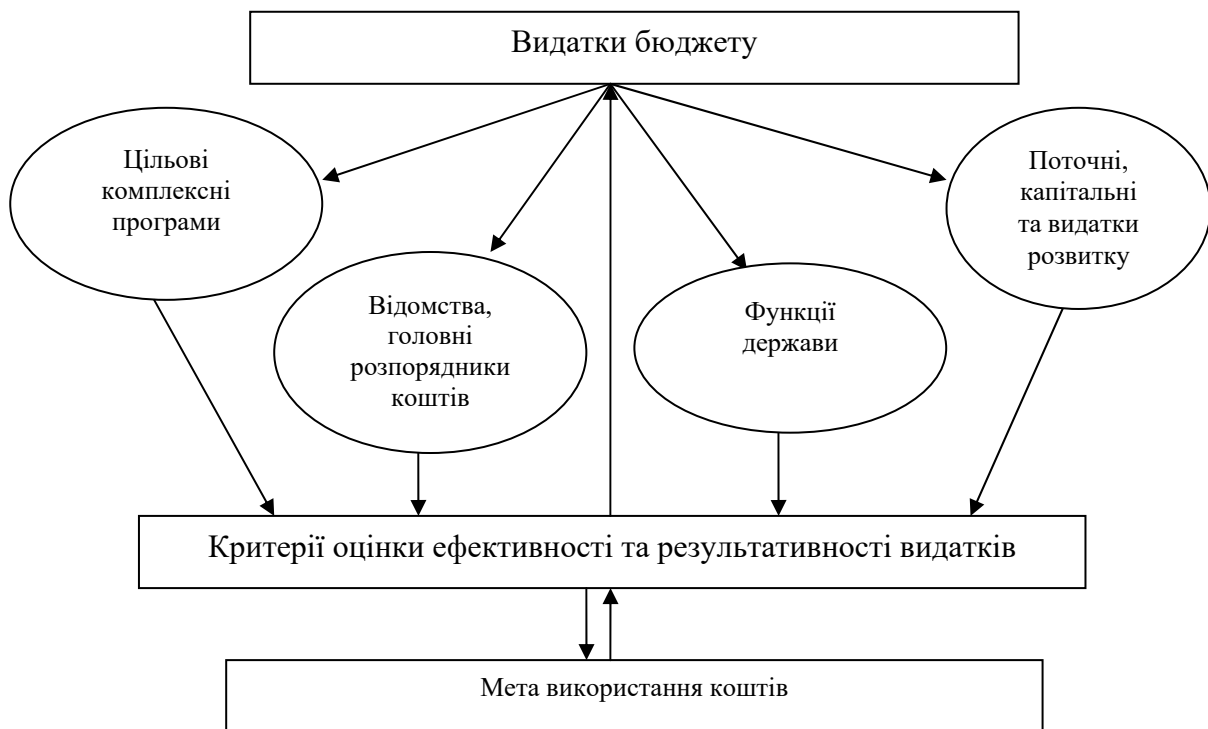 Видатки бюджету
Цільові
комплексні
програми
Поточні,
капітальні
та видатки
розвитку
Відомства,
головні
розпорядники
коштів
Функції
держави
Критерії оцінки ефективності та результативності видатків
Мета використання коштів